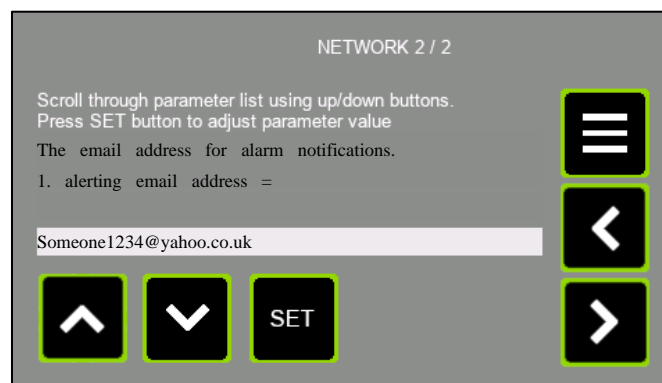 NETWORK 2 / 2
Scroll through parameter list using up/down buttons.
Press SET button to adjust parameter value
The email address for alarm notifications.
1. alerting email address =
Someone1234@yahoo.co.uk
SET